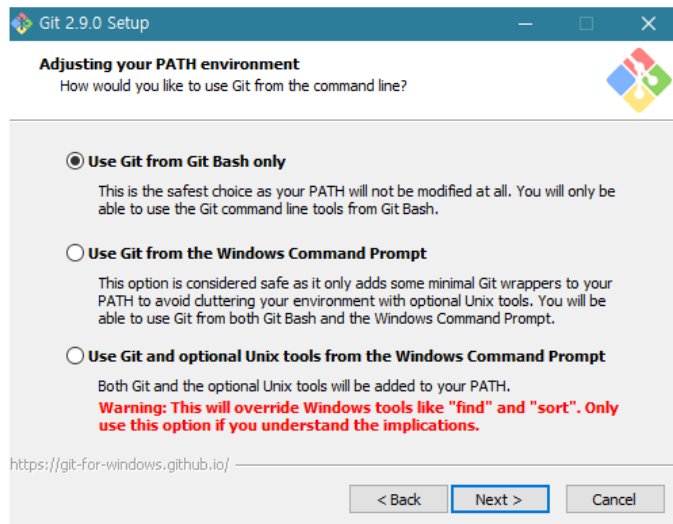 Git 2.9.0 Setup
Adjusting your PATH environment
How would you like to use Git from the command line?
Use Git from Git Bash only
This is the safest choice as your PATH will not be modified at all. You will only be
able to use the Git command line tools from Git Bash.
Use Git from the Windows Command Prompt
This option is considered safe as it only adds some minimal Git wrappers to your
PATH to avoid cluttering your environment with optional Unix tools. You will be
able to use Git from both Git Bash and the Windows Command Prompt.
Use Git and optional Unix tools from the Windows Command Prompt
Both Git and the optional Unix tools will be added to your PATH.
Warning: This will override Windows tools like "find" and "sort". Only
use this option if you understand the implications.
https://git-for-windows.github.io/
< Back Next > Cancel